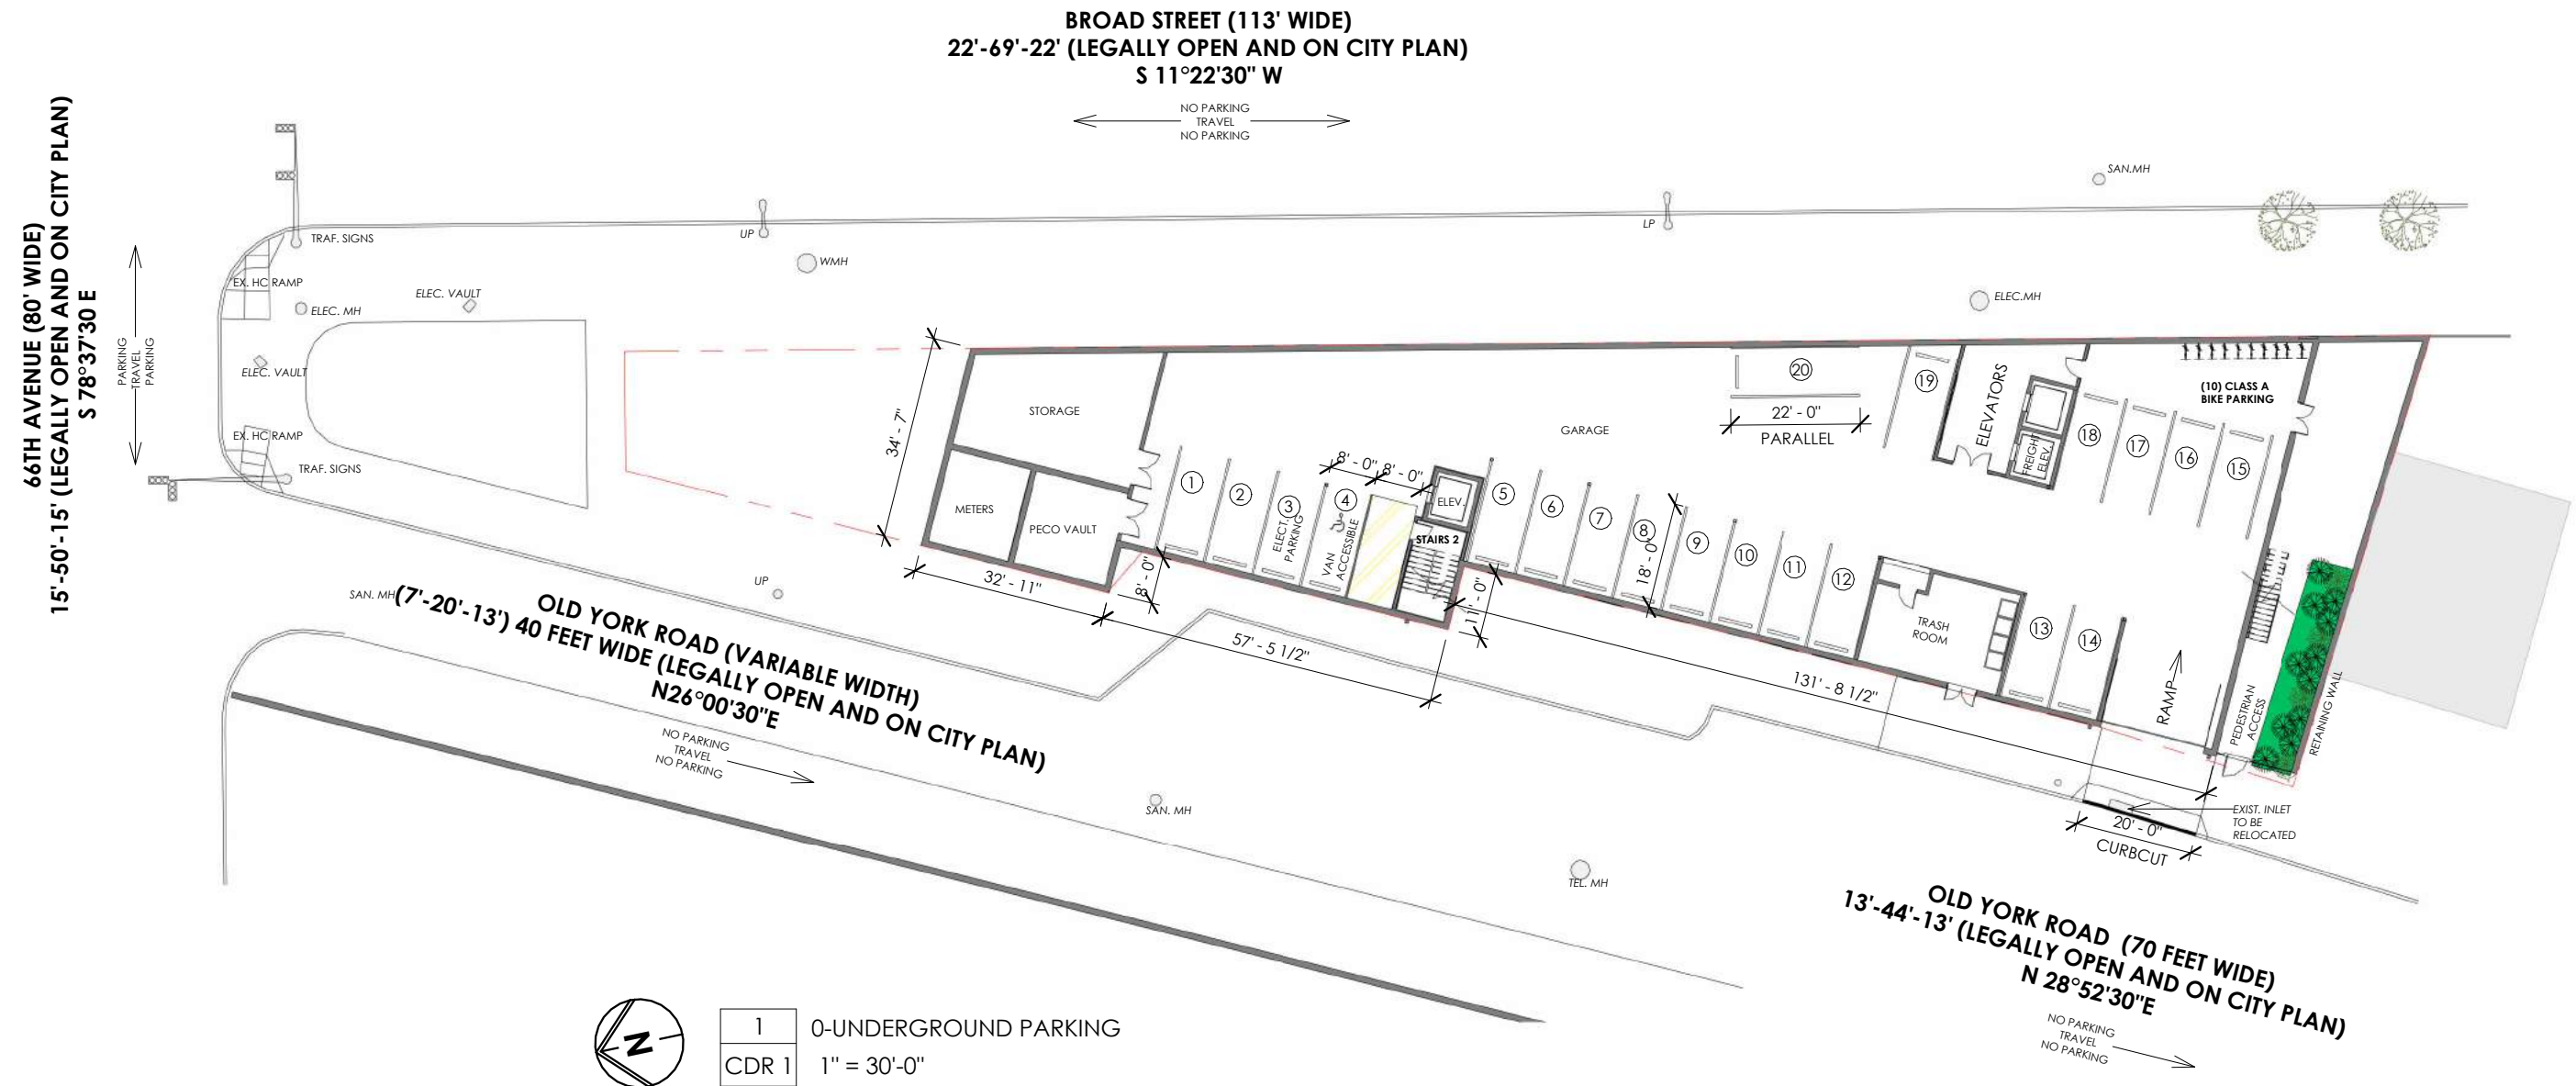 BROAD STREET (113' WIDE)
22'-69'-22' (LEGALLY OPEN AND ON CITY PLAN)
S 11°22'30" W
NO PARKING
TRAVEL
NO PARKING
66TH AVENUE (80' WIDE)
15'-50'-15' (LEGALLY OPEN AND ON CITY PLAN)
S 78°37'30 E
PARKING
TRAVEL
PARKING
TRAF. SIGNS
EX. HC RAMP
ELEC. MH
ELEC. VAULT
ELEC. VAULT
EX. HC RAMP
TRAF. SIGNS
UP
WMH
LP
SAN.MH
ELEC.MH
34' - 7"
STORAGE
METERS
PECO VAULT
GARAGE
1
2
3
ELECT.
PARKING
4
VAN
ACCESSIBLE
8' - 0"
8' - 0"
ELEV.
STAIRS 2
5
6
7
8
18' - 0"
9
10
11
12
20
22' - 0"
PARALLEL
19
ELEVATORS
FREIGHT
ELEV.
18
17
16
15
(10) CLASS A
BIKE PARKING
TRASH
ROOM
13
14
RAMP
PEDESTRIAN
ACCESS
RETAINING WALL
32' - 11"
8' - 0"
57' - 5 1/2"
11' - 0"
131' - 8 1/2"
20' - 0"
CURBCUT
EXIST. INLET
TO BE
RELOCATED
UP
SAN. MH
OLD YORK ROAD (VARIABLE WIDTH)
(7'-20'-13') 40 FEET WIDE (LEGALLY OPEN AND ON CITY PLAN)
N26°00'30"E
NO PARKING
TRAVEL
NO PARKING
SAN. MH
TEL. MH
OLD YORK ROAD (70 FEET WIDE)
13'-44'-13' (LEGALLY OPEN AND ON CITY PLAN)
N 28°52'30"E
NO PARKING
TRAVEL
NO PARKING
N
1
0-UNDERGROUND PARKING
CDR 1
1" = 30'-0"